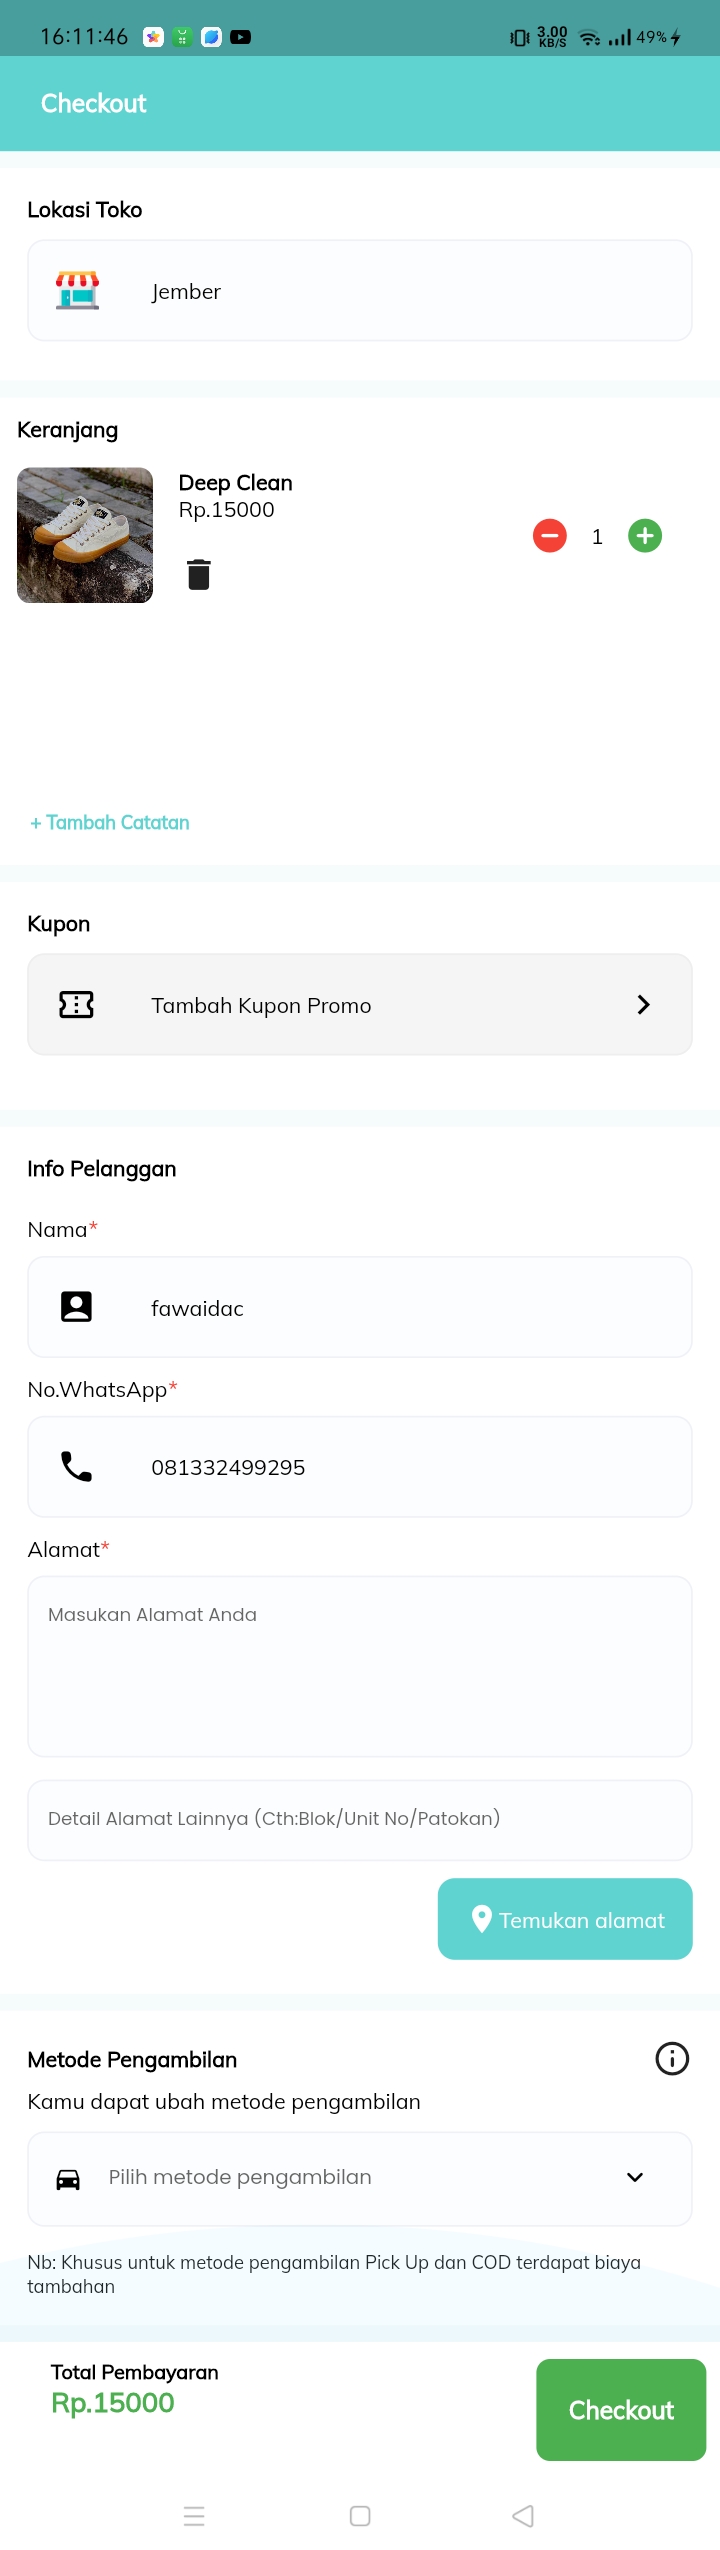 16:11:46 3.00 KB/S 49%
Checkout
Lokasi Toko
Jember
Keranjang
Deep Clean
Rp.15000
1
+ Tambah Catatan
Kupon
Tambah Kupon Promo
Info Pelanggan
Nama*
fawaidac
No.WhatsApp*
081332499295
Alamat*
Masukan Alamat Anda
Detail Alamat Lainnya (Cth:Blok/Unit No/Patokan)
Temukan alamat
Metode Pengambilan
Kamu dapat ubah metode pengambilan
Pilih metode pengambilan
Nb: Khusus untuk metode pengambilan Pick Up dan COD terdapat biaya
tambahan
Total Pembayaran
Rp.15000
Checkout